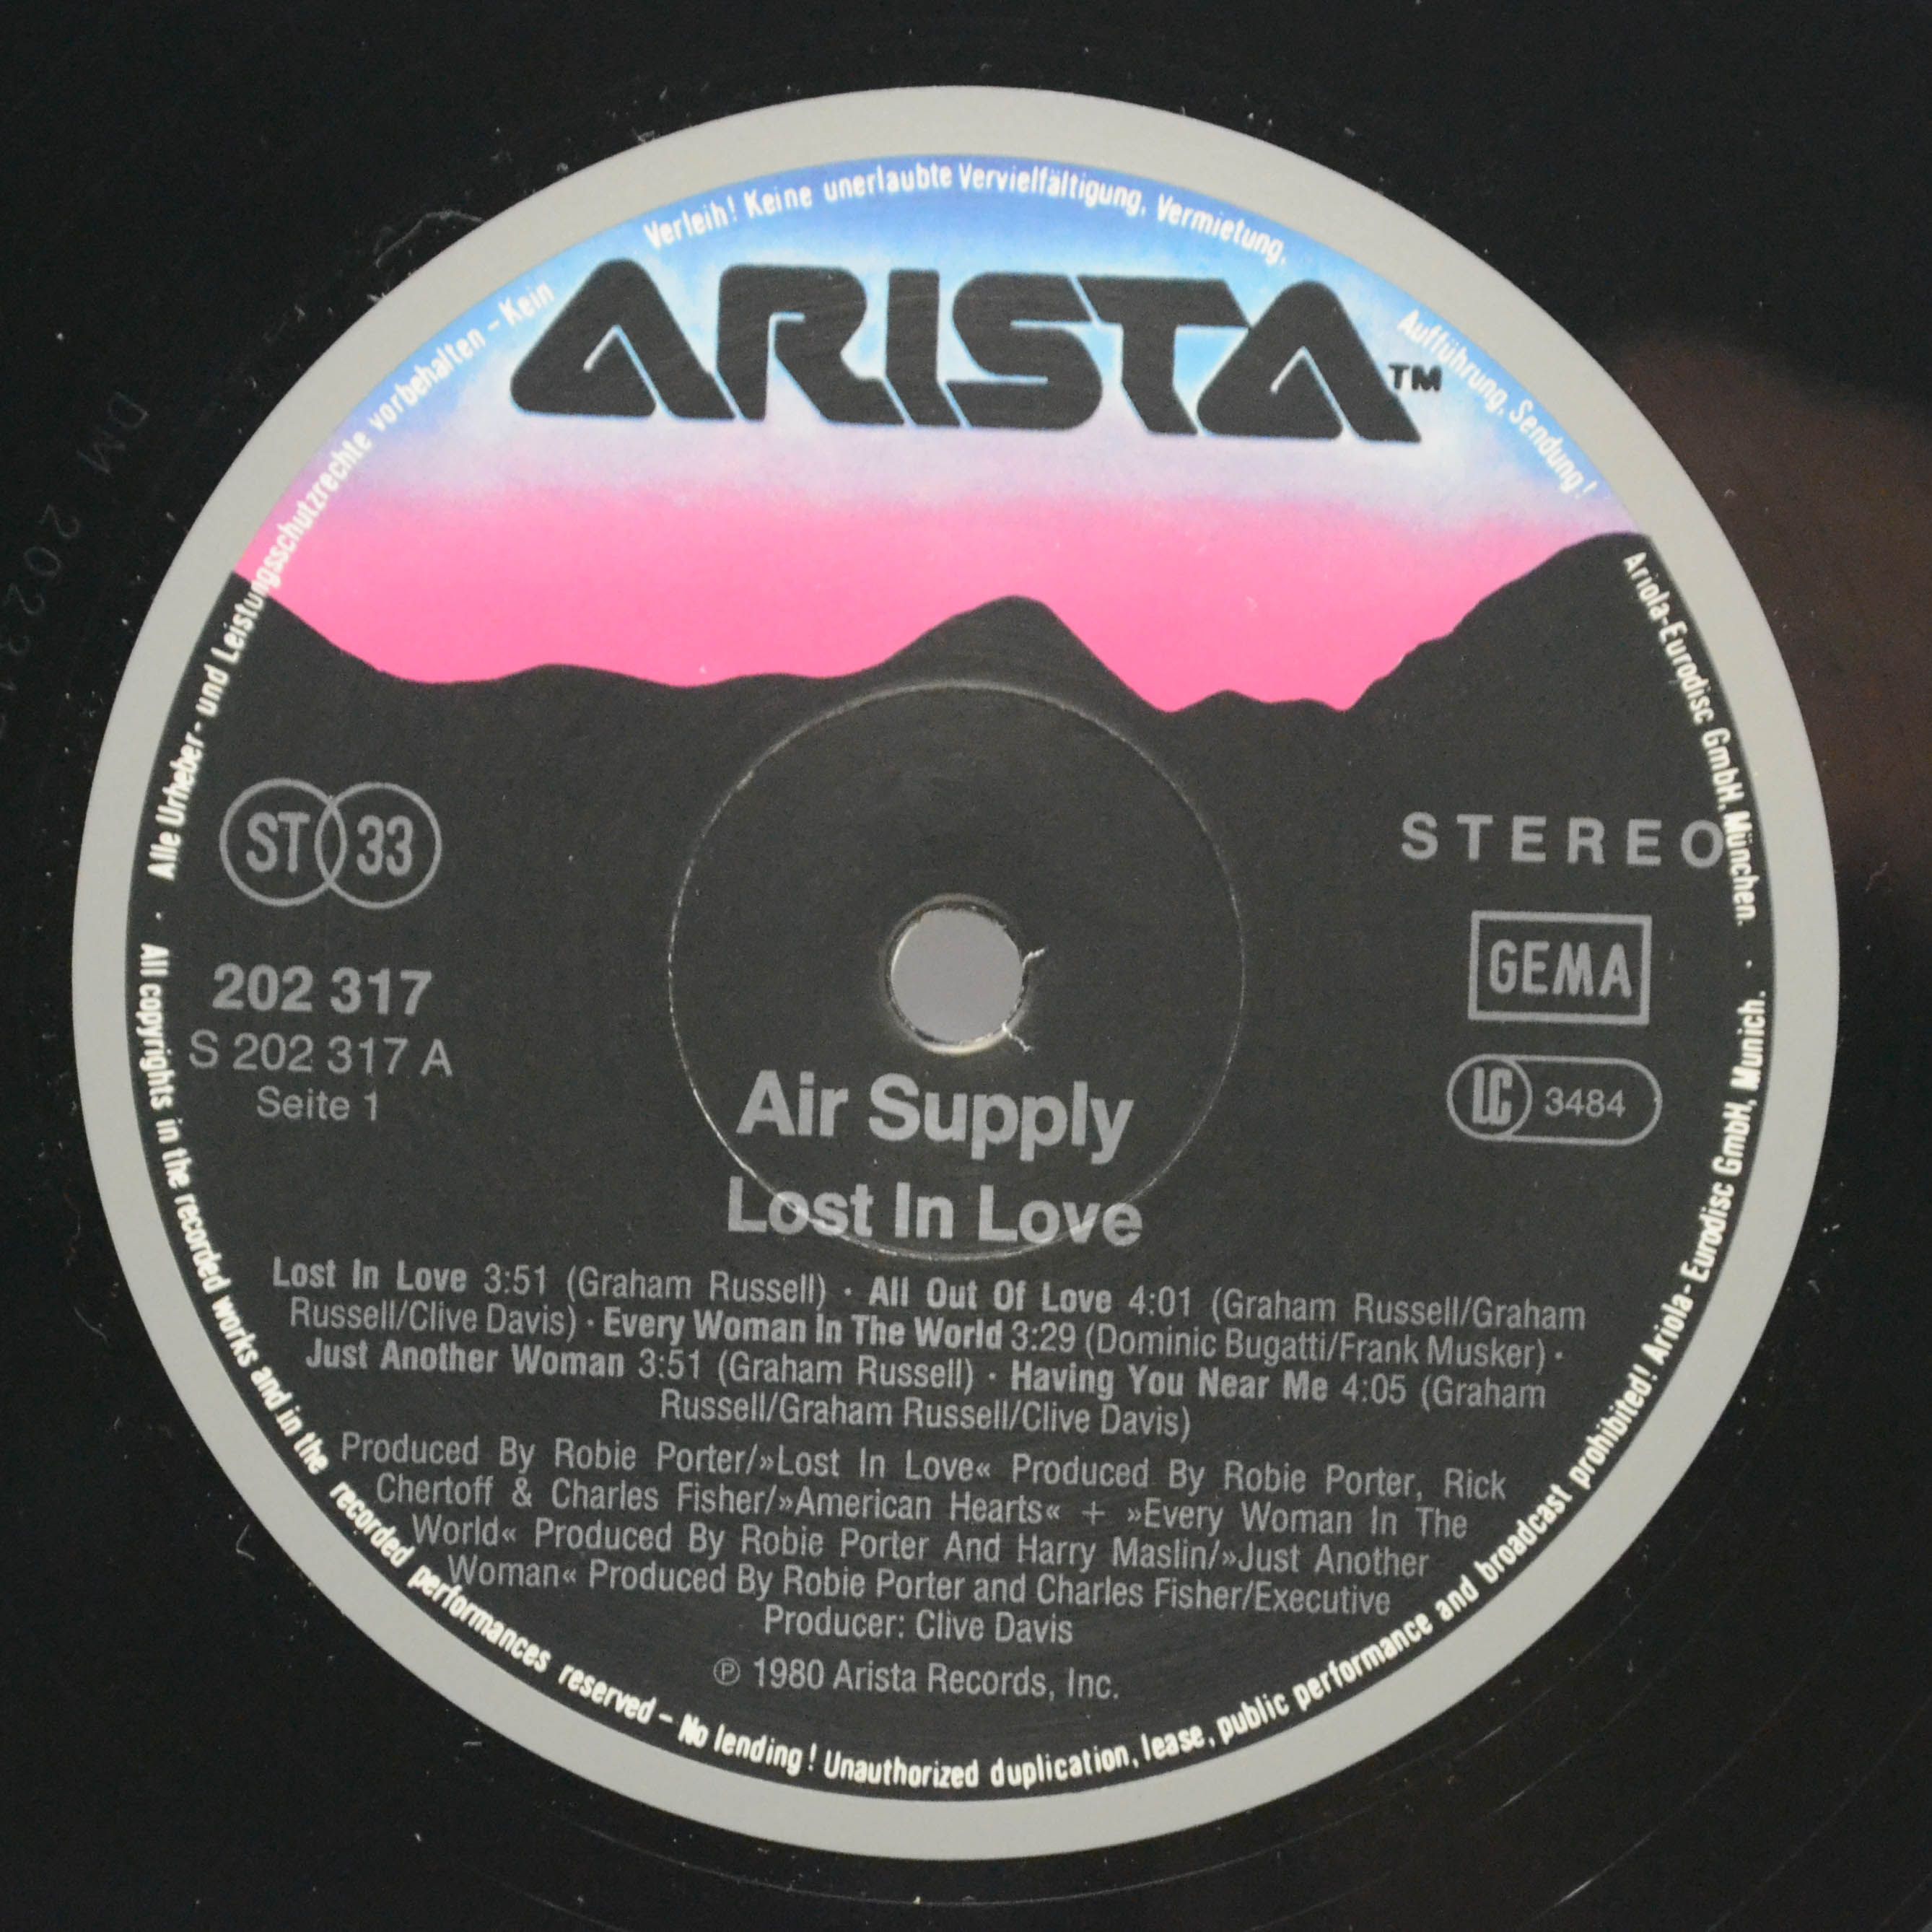 Alle Urheber- und Leistungsschutzrechte vorbehalten – Kein Verleih! Keine unerlaubte Vervielfältigung, Vermietung, Aufführung, Sendung! Ariola-Eurodisc GmbH, München.
ARISTA™
ST 33
STEREO
GEMA
LC 3484
202 317
S 202 317 A
Seite 1
Air Supply
Lost In Love
Lost In Love 3:51 (Graham Russell) · All Out Of Love 4:01 (Graham Russell/Graham
Russell/Clive Davis) · Every Woman In The World 3:29 (Dominic Bugatti/Frank Musker) ·
Just Another Woman 3:51 (Graham Russell) · Having You Near Me 4:05 (Graham
Russell/Graham Russell/Clive Davis)
Produced By Robie Porter/»Lost In Love« Produced By Robie Porter, Rick
Chertoff & Charles Fisher/»American Hearts« + »Every Woman In The
World« Produced By Robie Porter And Harry Maslin/»Just Another
Woman« Produced By Robie Porter and Charles Fisher/Executive
Producer: Clive Davis
℗ 1980 Arista Records, Inc.
All copyrights in the recorded works and in the recorded performances reserved – No lending! Unauthorized duplication, lease, public performance and broadcast prohibited! Ariola-Eurodisc GmbH, Munich.
DM